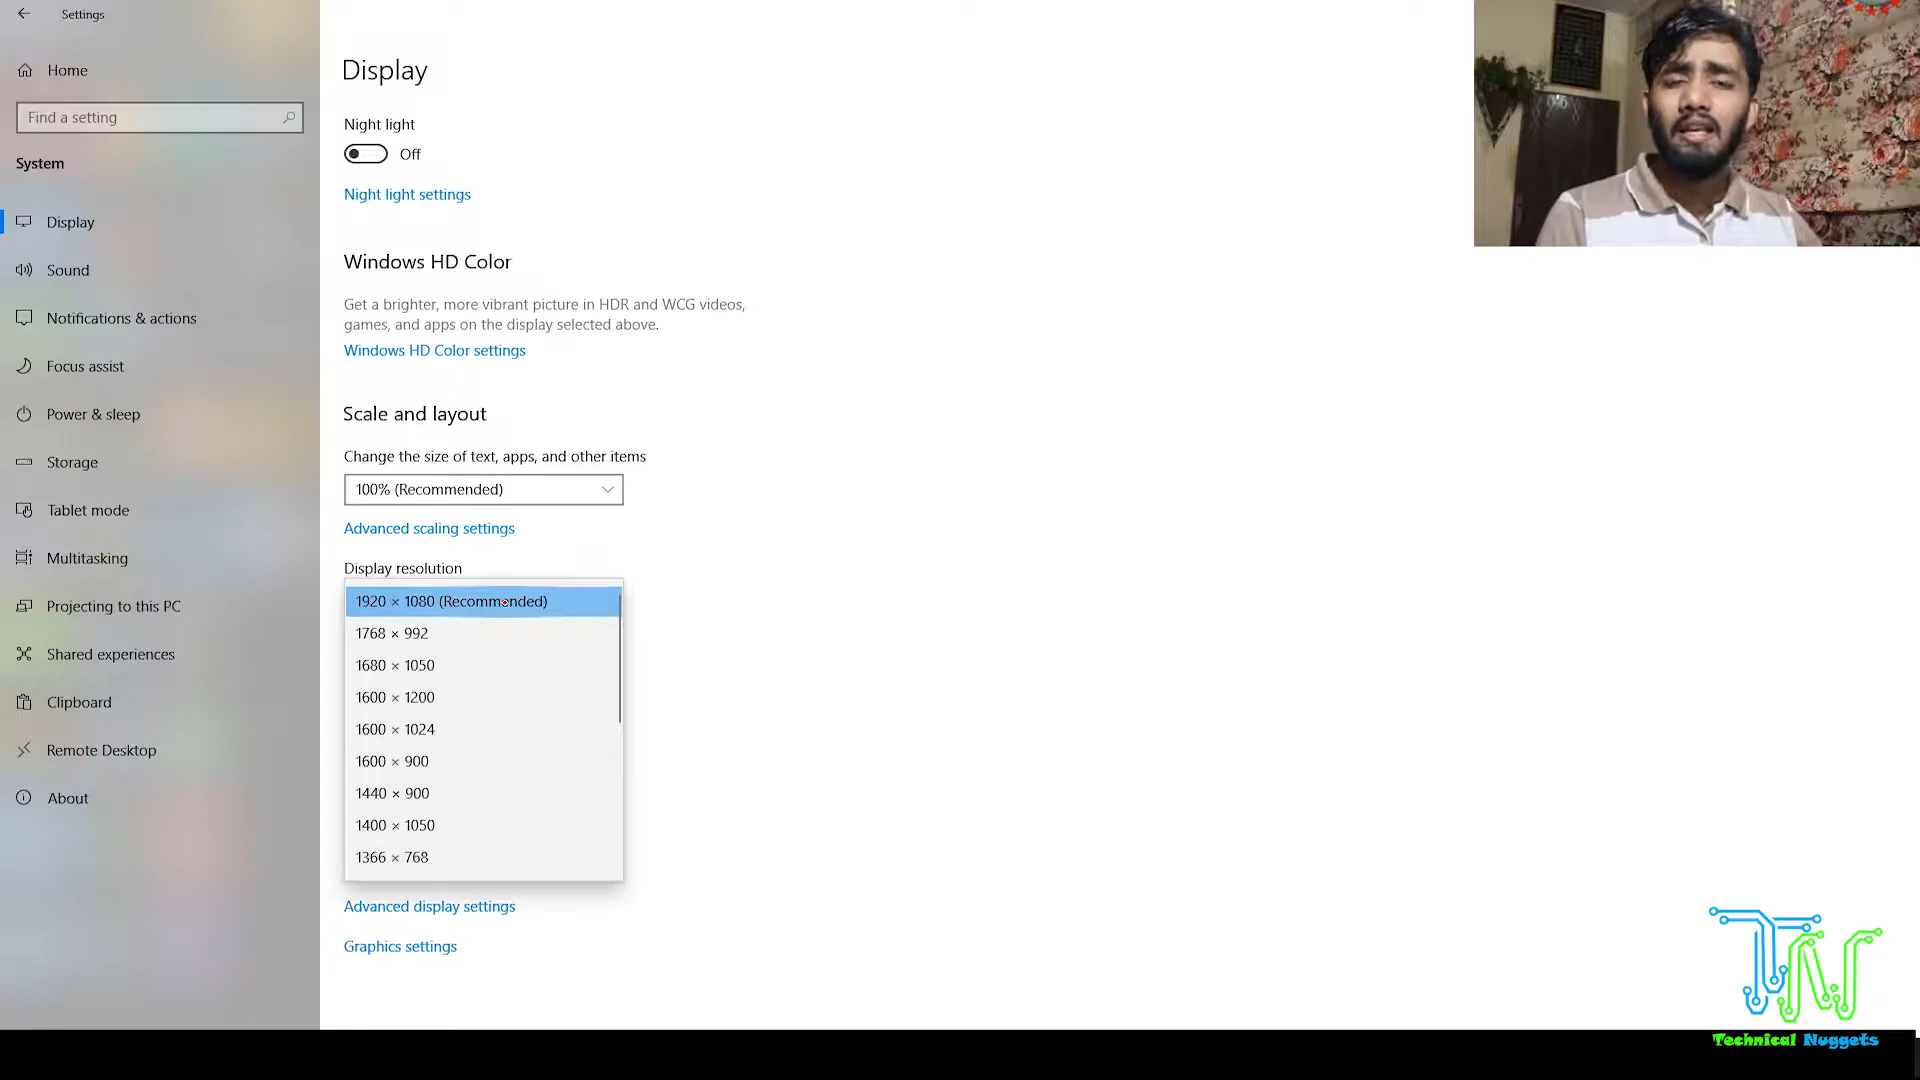 Settings
Home
Find a setting
System
Display
Sound
Notifications & actions
Focus assist
Power & sleep
Storage
Tablet mode
Multitasking
Projecting to this PC
Shared experiences
Clipboard
Remote Desktop
About
Display
Night light
Off
Night light settings
Windows HD Color
Get a brighter, more vibrant picture in HDR and WCG videos,
games, and apps on the display selected above.
Windows HD Color settings
Scale and layout
Change the size of text, apps, and other items
100% (Recommended)
Advanced scaling settings
Display resolution
1920 × 1080 (Recommended)
1768 × 992
1680 × 1050
1600 × 1200
1600 × 1024
1600 × 900
1440 × 900
1400 × 1050
1366 × 768
Advanced display settings
Graphics settings
TN
Technical Nuggets